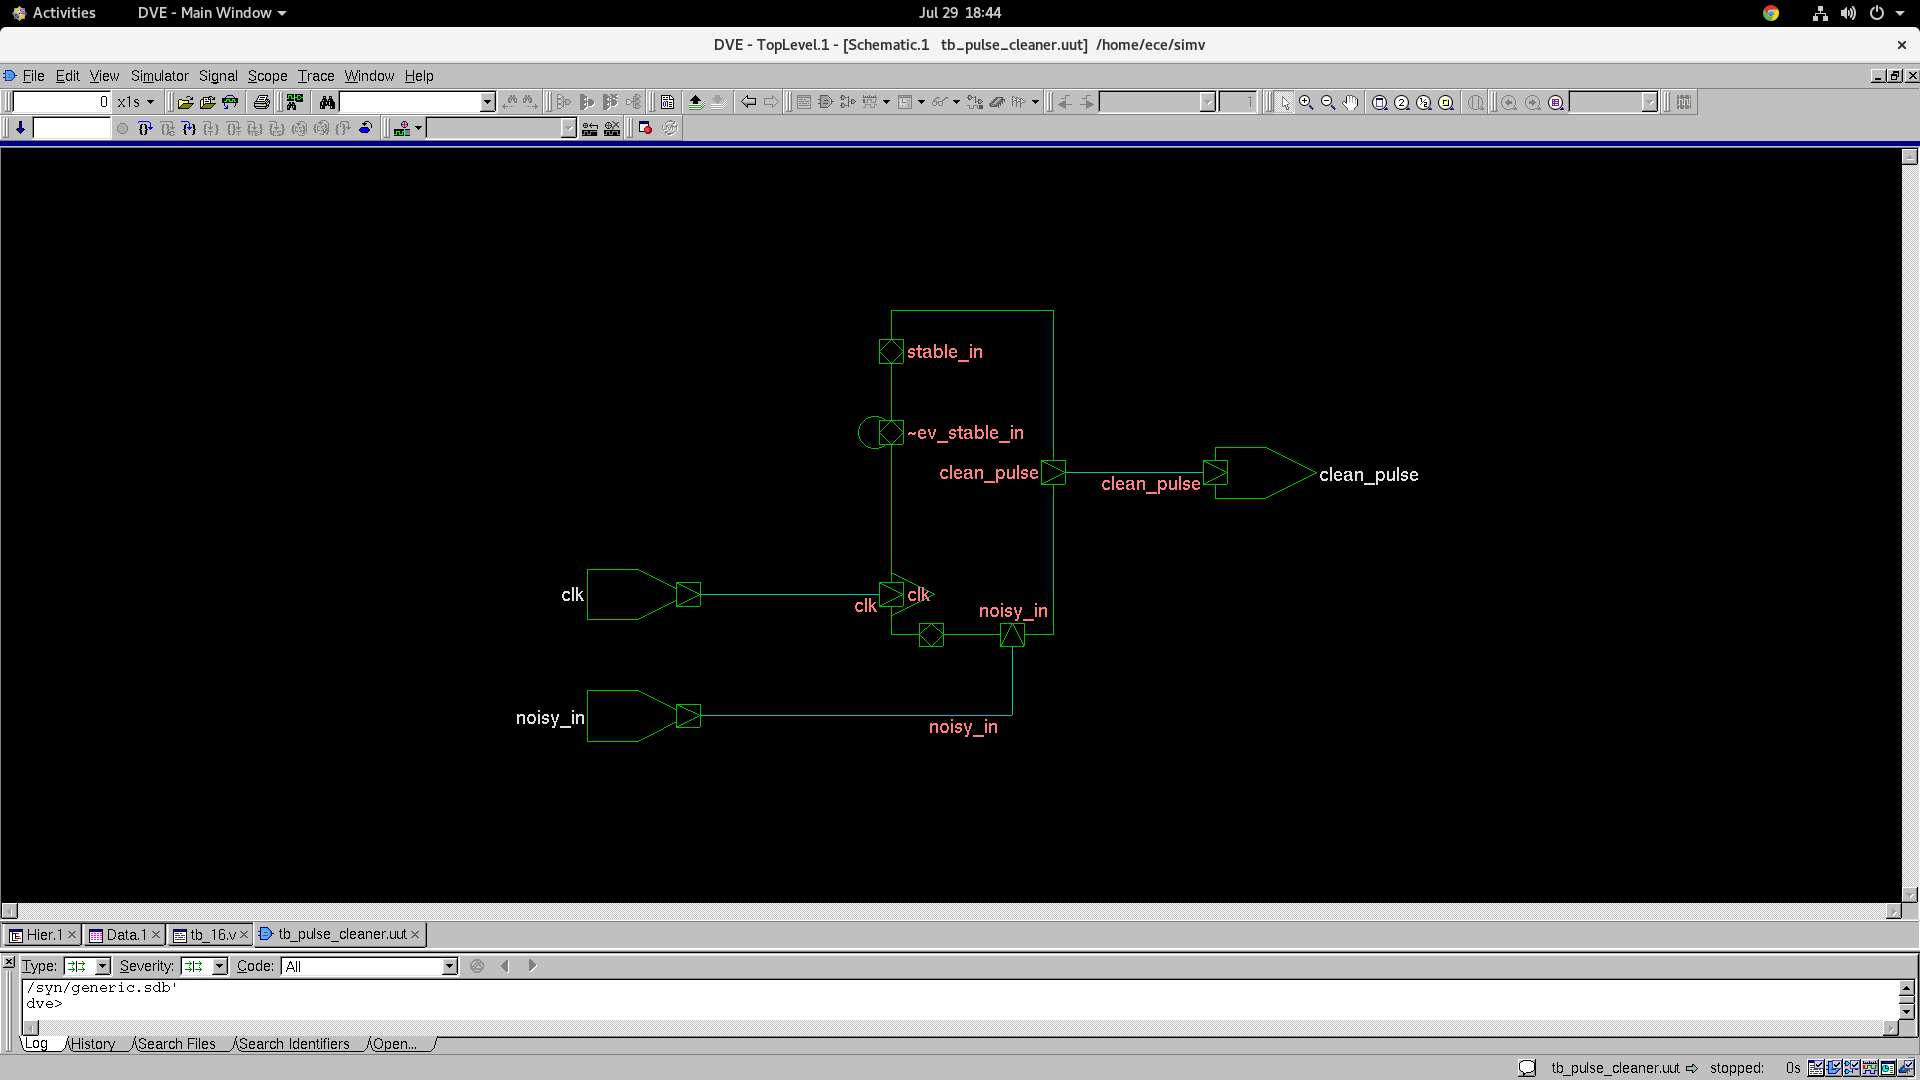 Activities DVE - Main Window Jul 29 18:44
DVE - TopLevel.1 - [Schematic.1 tb_pulse_cleaner.uut] /home/ece/simv
File Edit View Simulator Signal Scope Trace Window Help
0 x1s 1
stable_in
~ev_stable_in
clean_pulse
clean_pulse
clean_pulse
clk
clk
clk
noisy_in
noisy_in
noisy_in
Hier.1 Data.1 tb_16.v tb_pulse_cleaner.uut
Type: Severity: Code: All
/syn/generic.sdb'
dve>
Log History Search Files Search Identifiers Open...
tb_pulse_cleaner.uut stopped: 0s